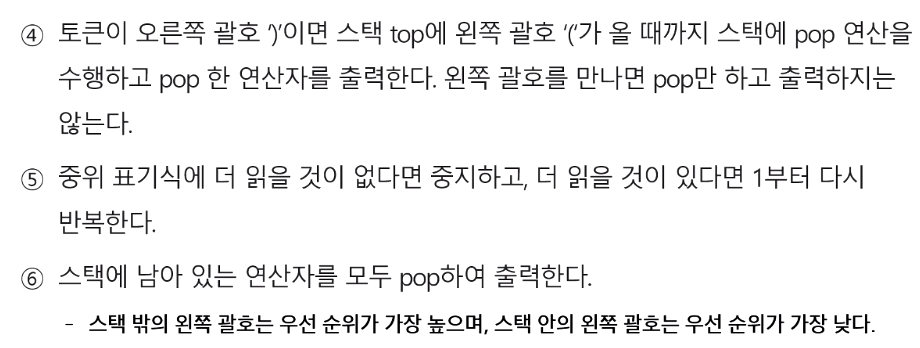 ④ 토큰이 오른쪽 괄호 ‘)’이면 스택 top에 왼쪽 괄호 ‘(‘가 올 때까지 스택에 pop 연산을
수행하고 pop 한 연산자를 출력한다. 왼쪽 괄호를 만나면 pop만 하고 출력하지는
않는다.
⑤ 중위 표기식에 더 읽을 것이 없다면 중지하고, 더 읽을 것이 있다면 1부터 다시
반복한다.
⑥ 스택에 남아 있는 연산자를 모두 pop하여 출력한다.
- 스택 밖의 왼쪽 괄호는 우선 순위가 가장 높으며, 스택 안의 왼쪽 괄호는 우선 순위가 가장 낮다.